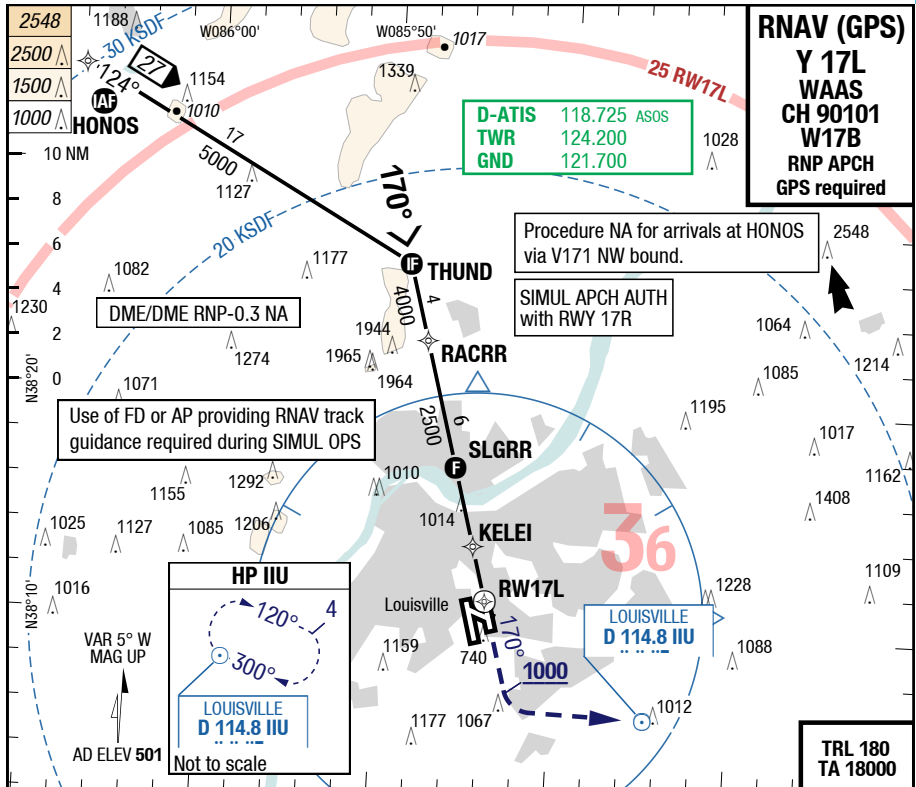 2548
2500
1500
1000
1188
30 KSDF
W086°00'
W085°50'
1017
27
124°
1154
1339
IAF
HONOS
1010
25 RW17L
RNAV (GPS)
Y 17L
WAAS
CH 90101
W17B
RNP APCH
GPS required
D-ATIS 118.725 ASOS
TWR 124.200
GND 121.700
1028
17
5000
10 NM
8
6
4
2
0
1127
170°
20 KSDF
Procedure NA for arrivals at HONOS
via V171 NW bound.
2548
1177
1082
IF
THUND
4
4000
SIMUL APCH AUTH
with RWY 17R
1230
DME/DME RNP-0.3 NA
1944
1064
1274
1965
1964
RACRR
1214
N38°20'
1071
1085
Use of FD or AP providing RNAV track
guidance required during SIMUL OPS
6
2500
1195
SLGRR
F
1017
1155
1292
1010
1162
1408
1025
1127
1085
1206
1014
KELEI
36
HP IIU
120°
4
300°
LOUISVILLE
D 114.8 IIU
Not to scale
1016
N38°10'
RW17L
Louisville
1228
1109
LOUISVILLE
D 114.8 IIU
170°
740
1159
1088
VAR 5° W
MAG UP
1000
1012
1177
1067
AD ELEV 501
TRL 180
TA 18000